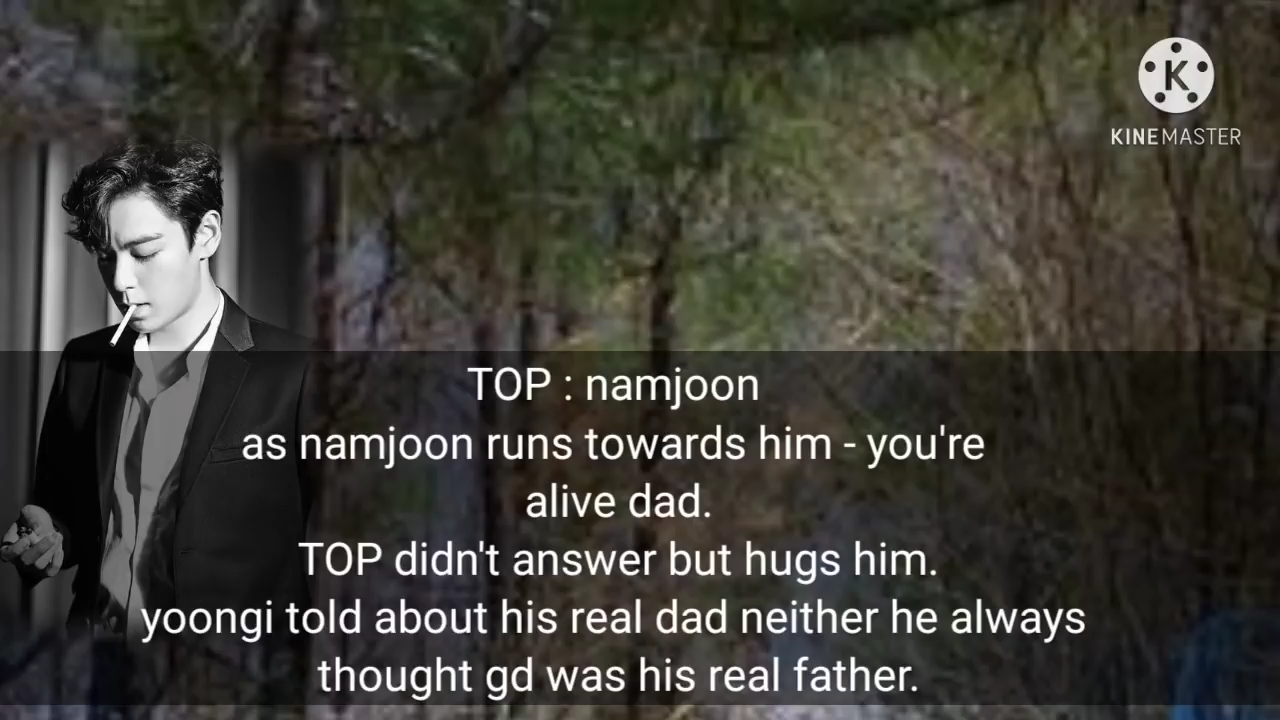 K
KINEMASTER
TOP : namjoon
as namjoon runs towards him - you're
alive dad.
TOP didn't answer but hugs him.
yoongi told about his real dad neither he always
thought gd was his real father.